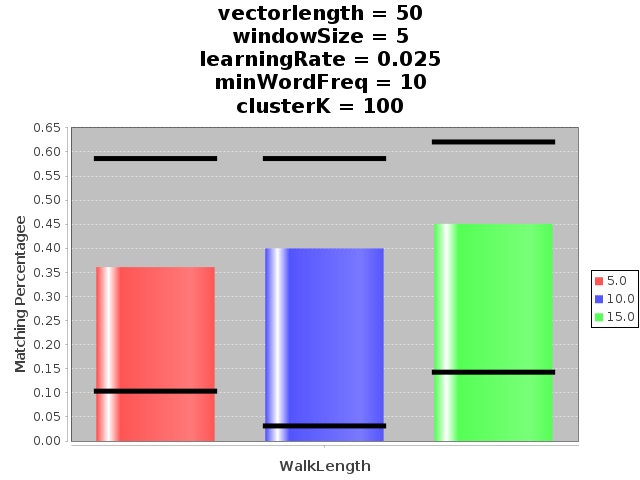 vectorlength = 50
windowSize = 5
learningRate = 0.025
minWordFreq = 10
clusterK = 100
0.65
0.60
0.55
0.50
0.45
0.40
0.35
0.30
0.25
0.20
0.15
0.10
0.05
0.00
Matching Percentagee
WalkLength
5.0
10.0
15.0